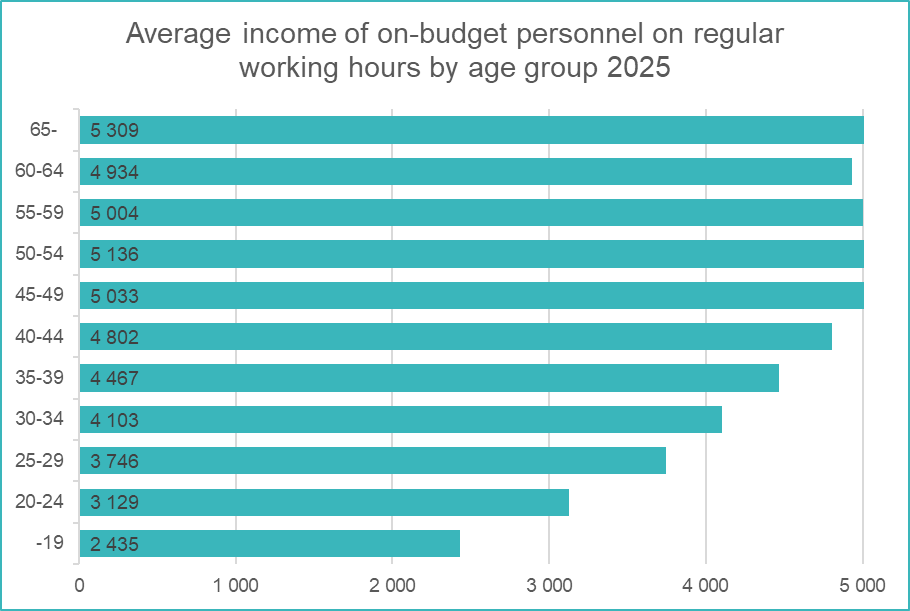 Average income of on-budget personnel on regular
working hours by age group 2025
65- 5 309
60-64 4 934
55-59 5 004
50-54 5 136
45-49 5 033
40-44 4 802
35-39 4 467
30-34 4 103
25-29 3 746
20-24 3 129
-19 2 435
0 1 000 2 000 3 000 4 000 5 000